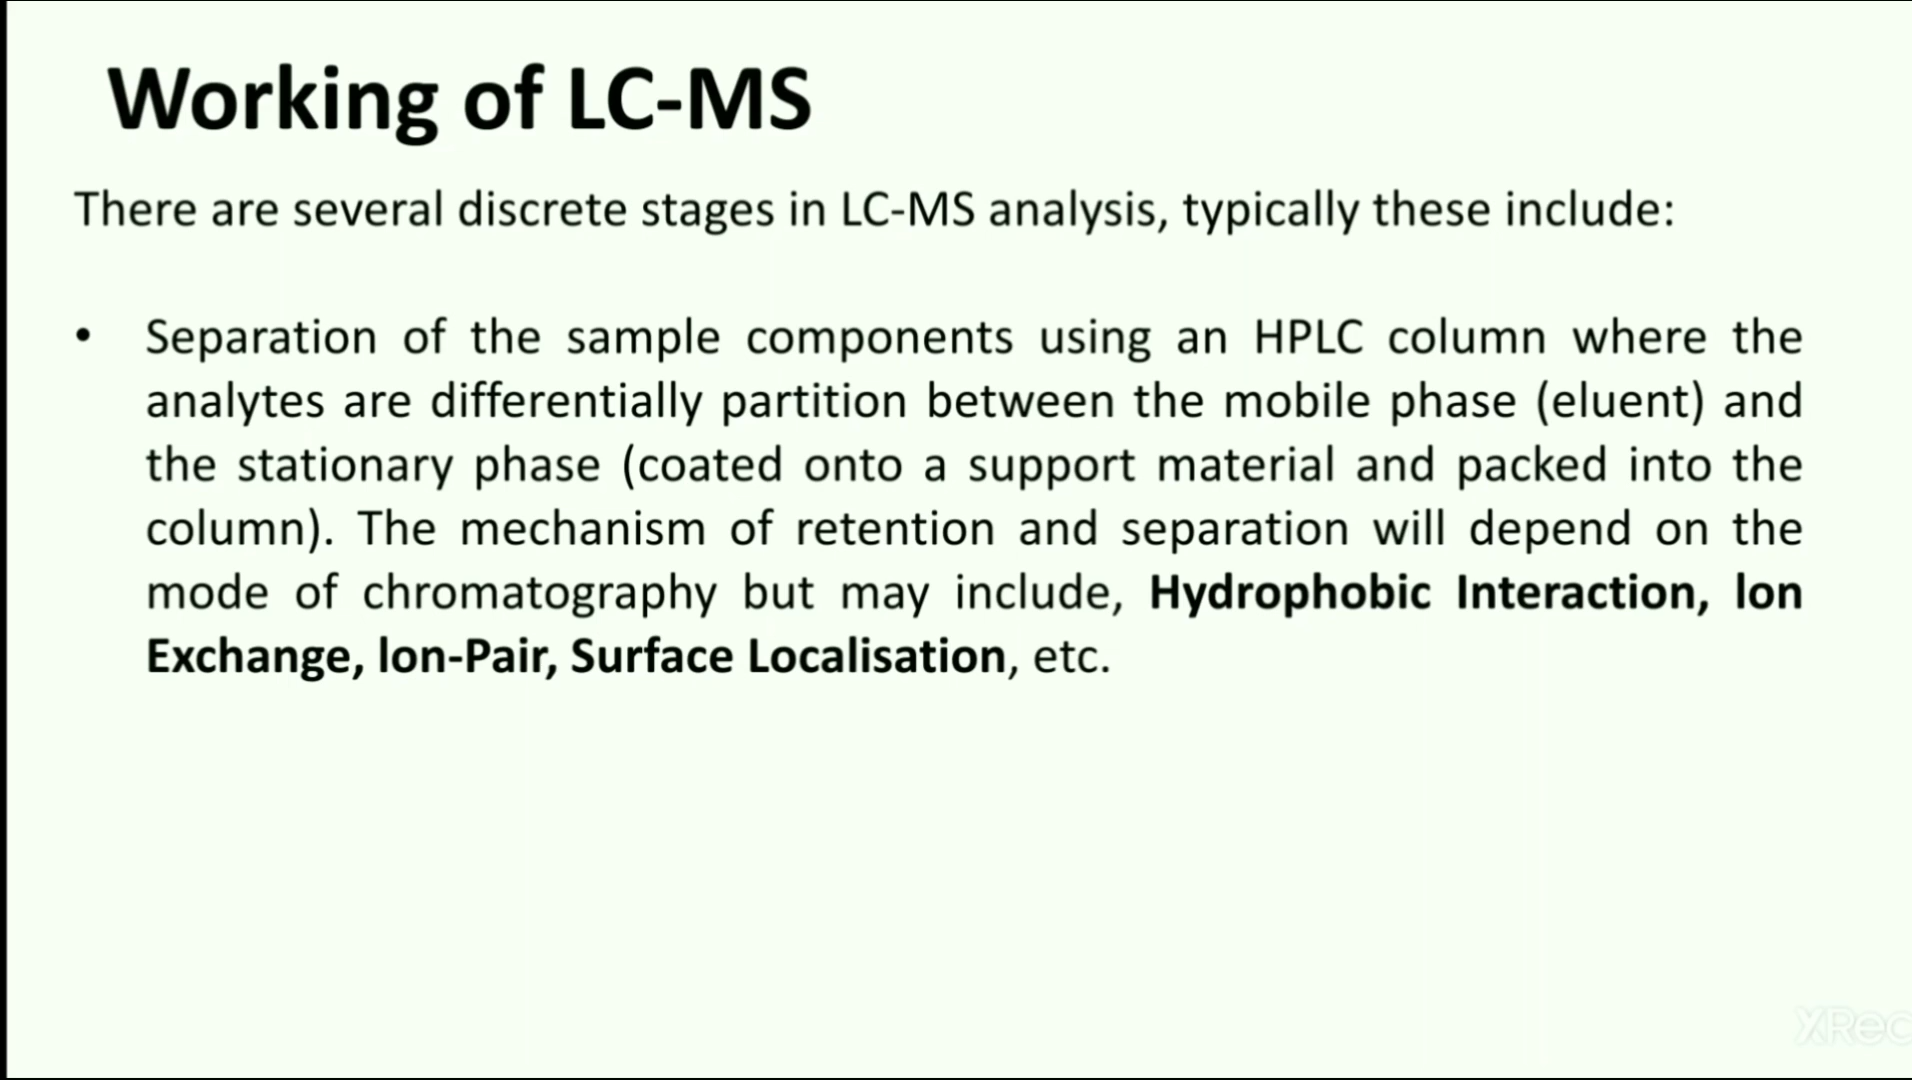 Working of LC-MS
There are several discrete stages in LC-MS analysis, typically these include:
• Separation of the sample components using an HPLC column where the
analytes are differentially partition between the mobile phase (eluent) and
the stationary phase (coated onto a support material and packed into the
column). The mechanism of retention and separation will depend on the
mode of chromatography but may include, Hydrophobic Interaction, lon
Exchange, lon-Pair, Surface Localisation, etc.
XRec